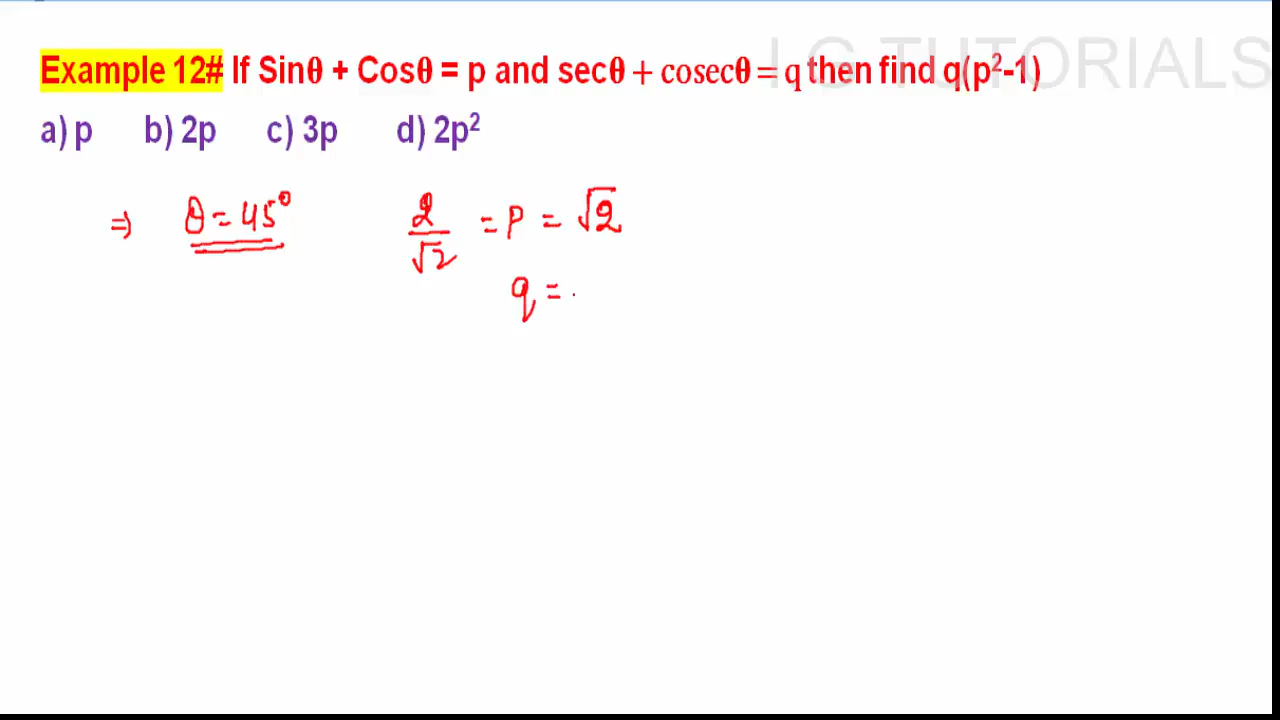 I G TUTORIALS
Example 12# If Sinθ + Cosθ = p and secθ + cosecθ = q then find q(p²-1)
a) p b) 2p c) 3p d) 2p²
⇒ θ = 45° 2/√2 = P = √2
q =